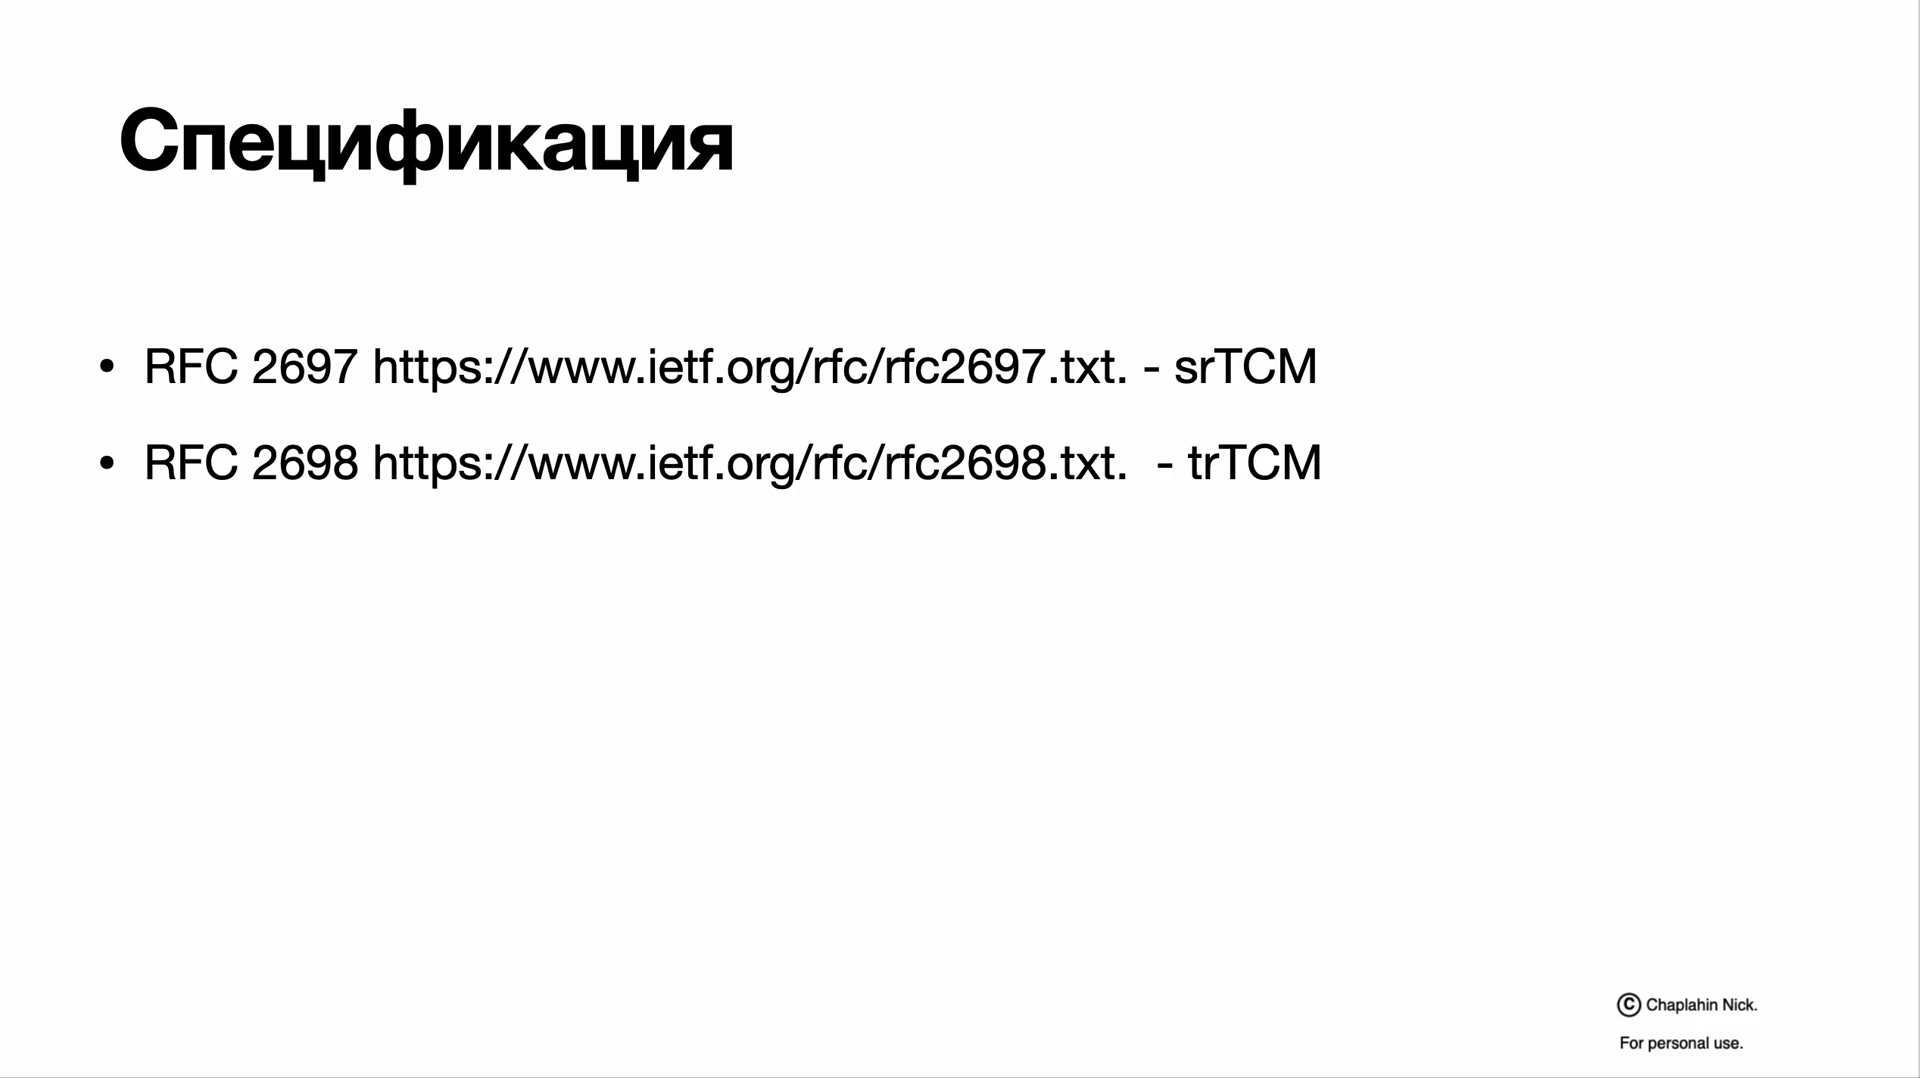 Спецификация
• RFC 2697 https://www.ietf.org/rfc/rfc2697.txt. - srTCM
• RFC 2698 https://www.ietf.org/rfc/rfc2698.txt.  - trTCM
© Chaplahin Nick.
For personal use.